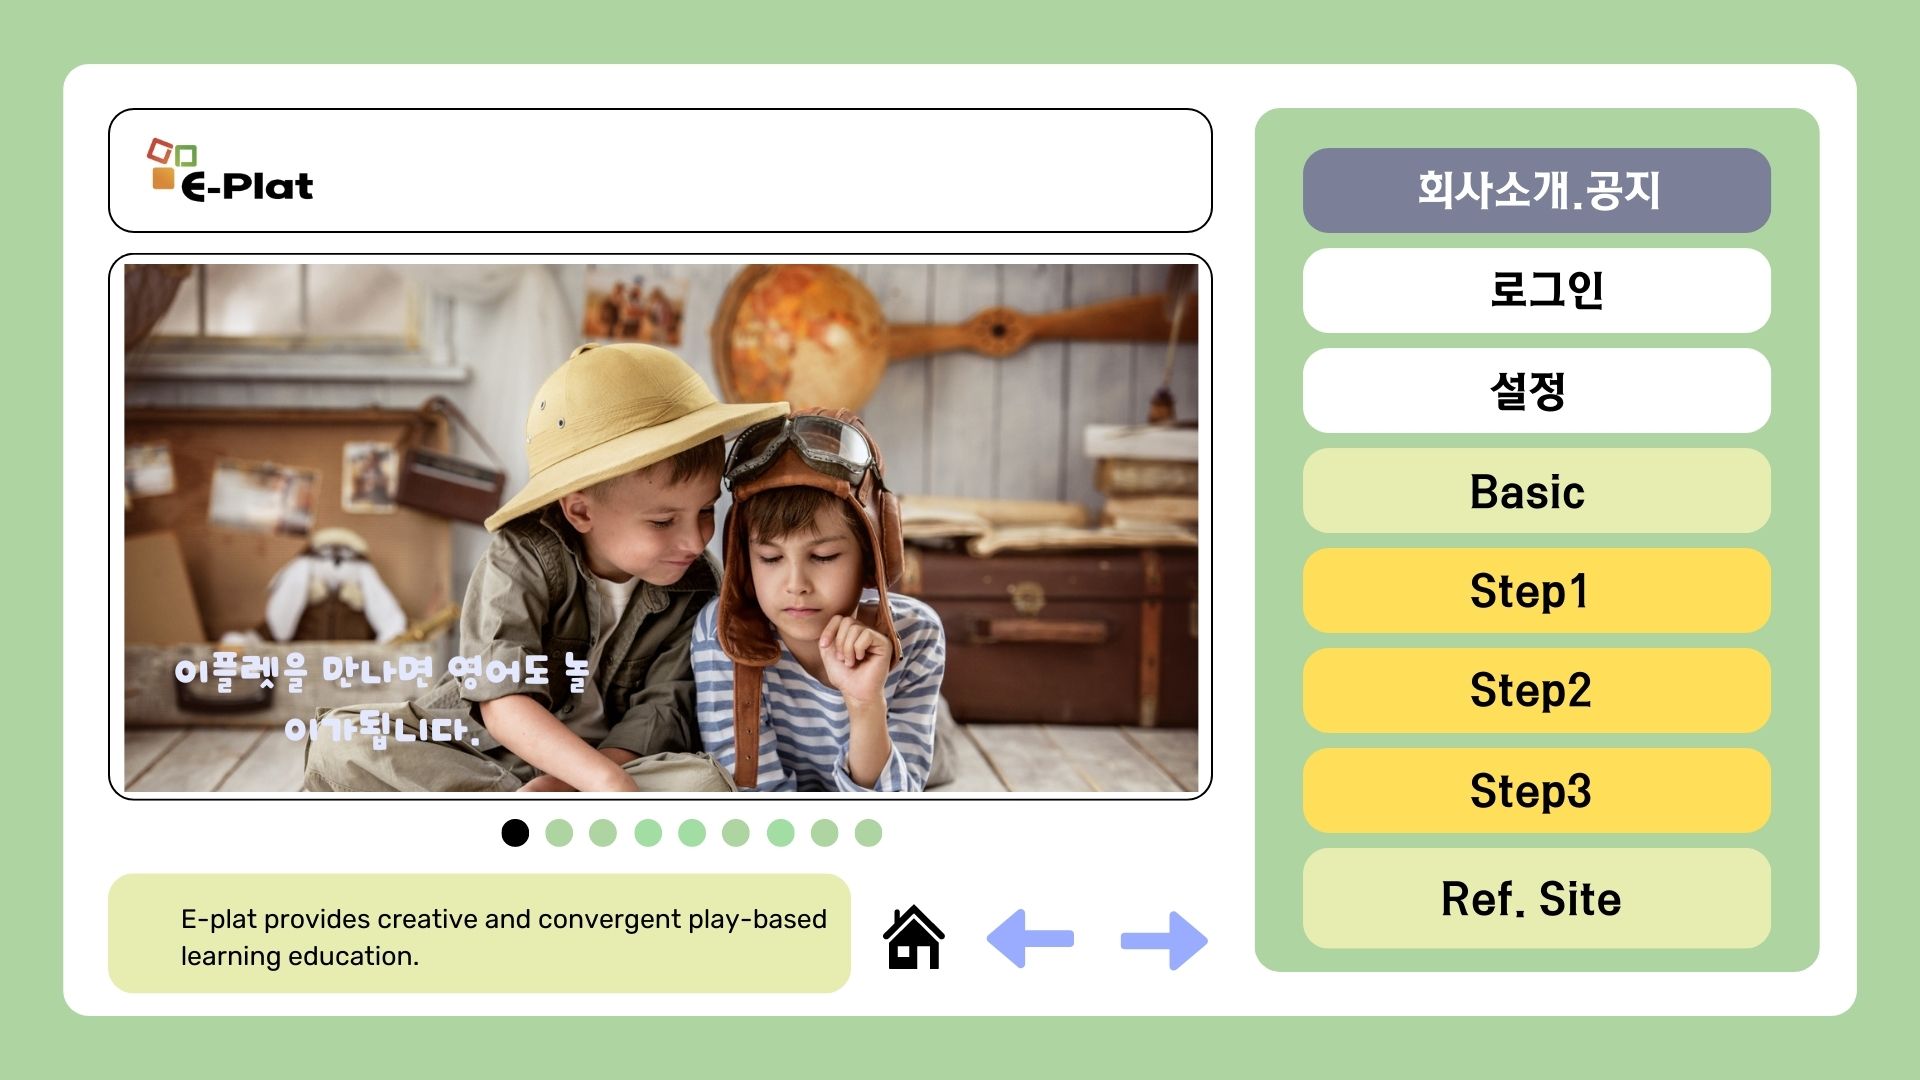 E-Plat
이플렛을 만나면 영어도 놀
이가됩니다.
E-plat provides creative and convergent play-based
learning education.
회사소개.공지
로그인
설정
Basic
Step1
Step2
Step3
Ref. Site